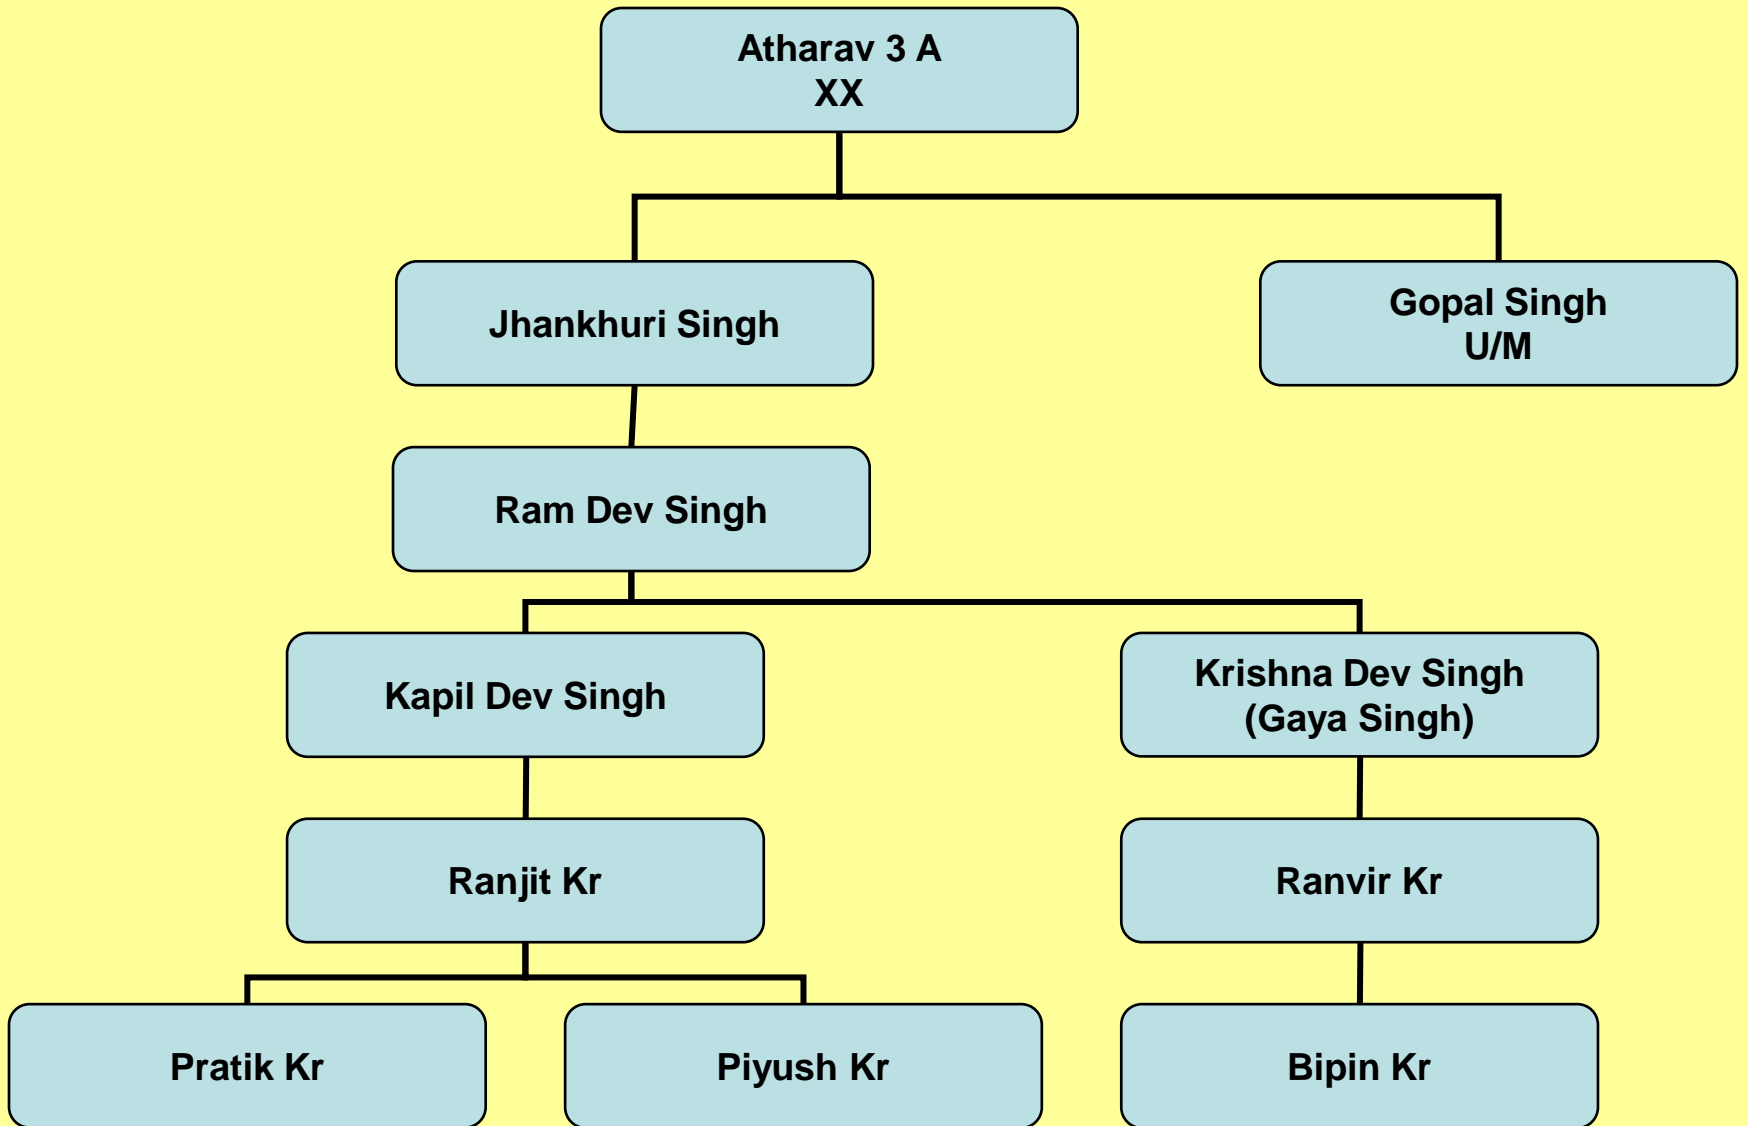 Atharav 3 A
XX
Jhankhuri Singh
Gopal Singh
U/M
Ram Dev Singh
Kapil Dev Singh
Krishna Dev Singh
(Gaya Singh)
Ranjit Kr
Ranvir Kr
Pratik Kr
Piyush Kr
Bipin Kr